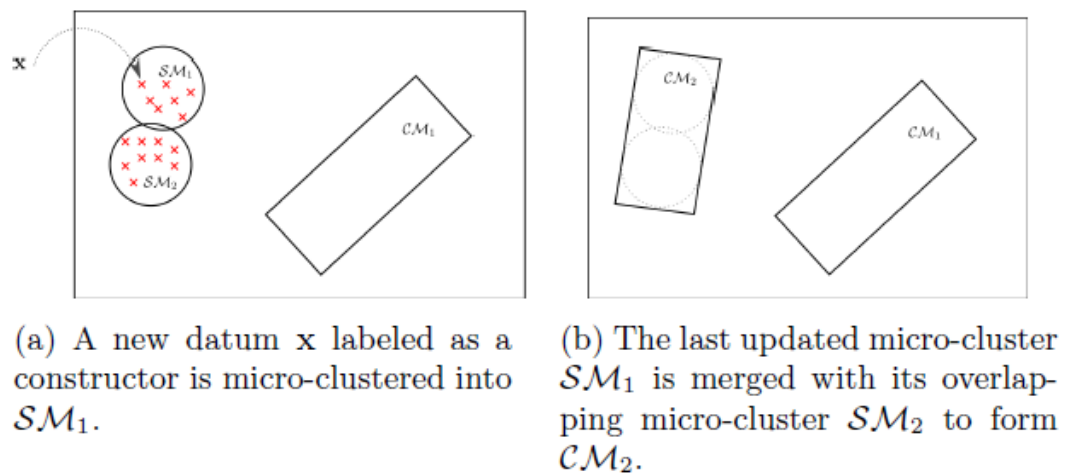 x
SM₁
SM₂
CM₁
CM₂
CM₁
(a) A new datum x labeled as a
constructor is micro-clustered into
SM₁.
(b) The last updated micro-cluster
SM₁ is merged with its overlap-
ping micro-cluster SM₂ to form
CM₂.